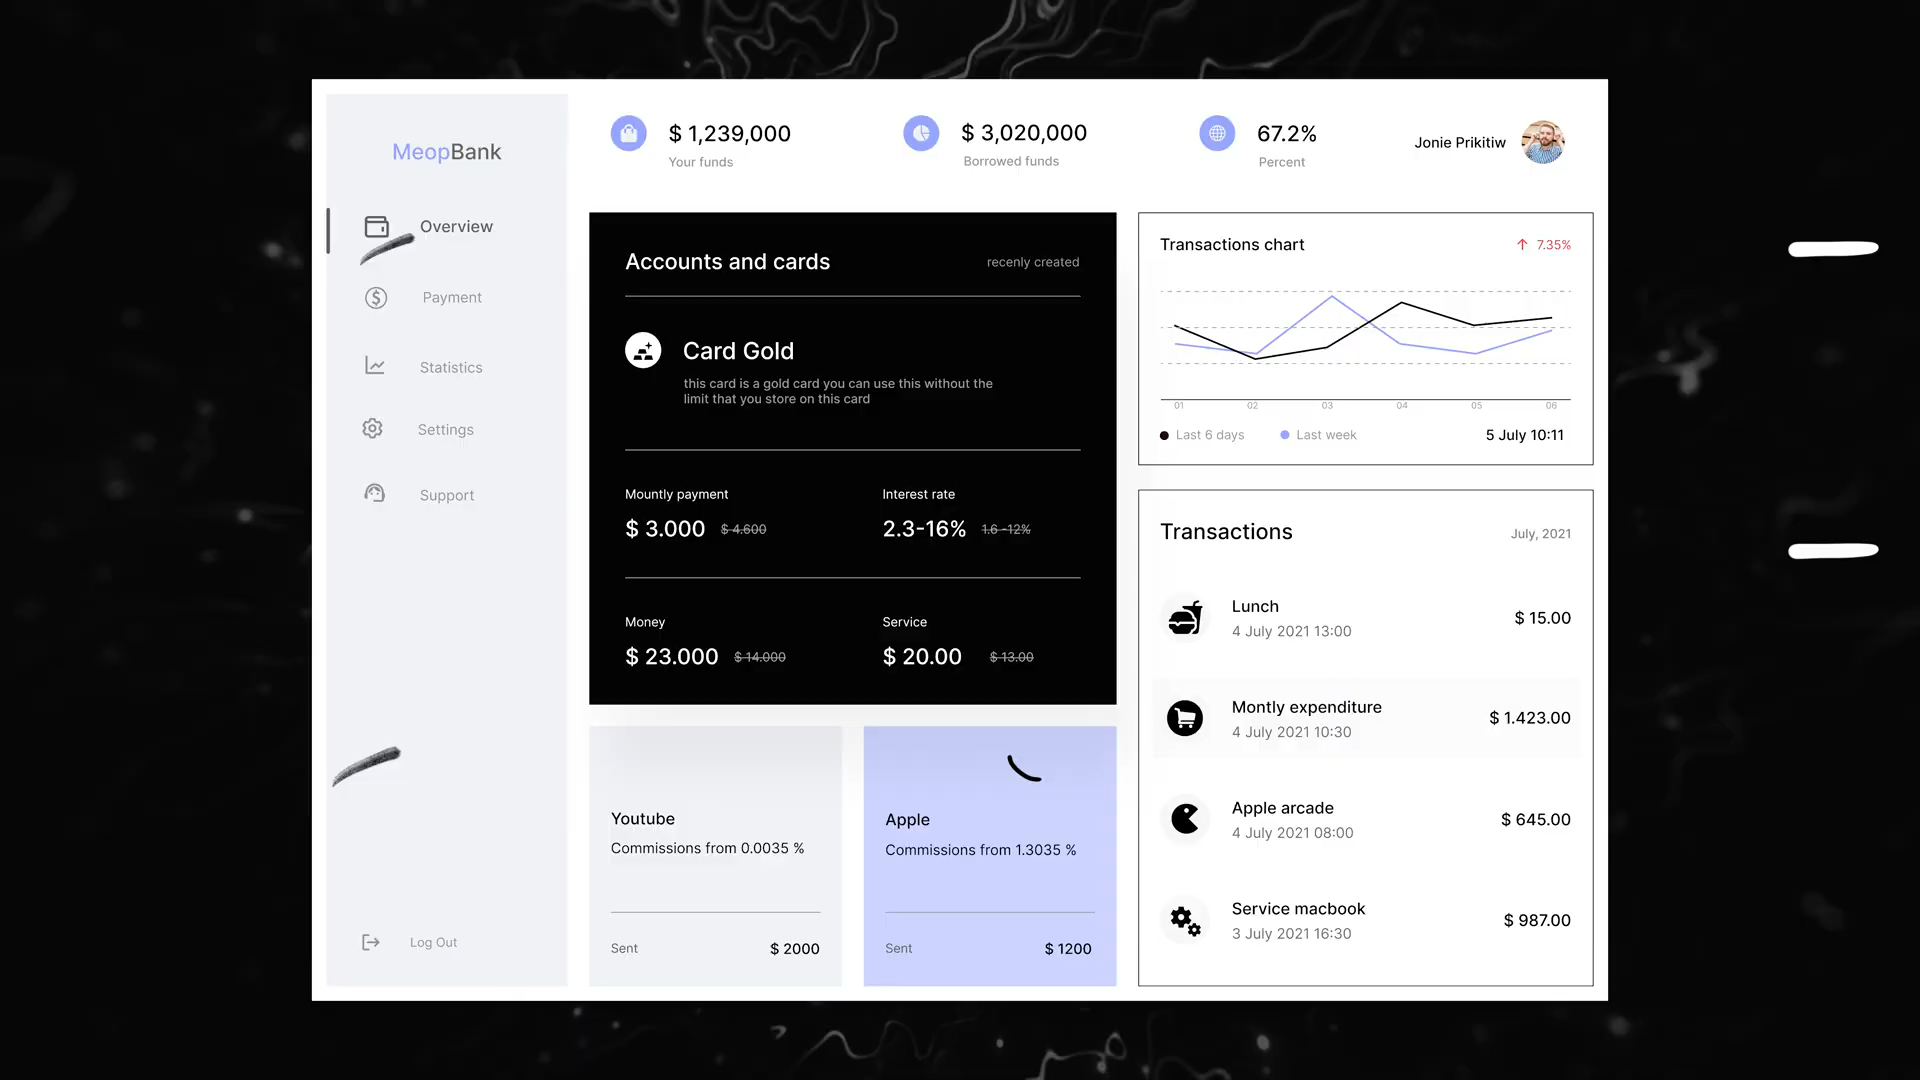 MeopBank
Overview
Payment
Statistics
Settings
Support
Log Out
$ 1,239,000
Your funds
$ 3,020,000
Borrowed funds
67.2%
Percent
Jonie Prikitiw
Accounts and cards
recenly created
Card Gold
this card is a gold card you can use this without the
limit that you store on this card
Mountly payment
$ 3.000 $ 4.600
Interest rate
2.3-16% 1.6 -12%
Money
$ 23.000 $ 14.000
Service
$ 20.00 $ 13.00
Youtube
Commissions from 0.0035 %
Sent $ 2000
Apple
Commissions from 1.3035 %
Sent $ 1200
Transactions chart
7.35%
01 02 03 04 05 06
Last 6 days Last week 5 July 10:11
Transactions
July, 2021
Lunch
4 July 2021 13:00
$ 15.00
Montly expenditure
4 July 2021 10:30
$ 1.423.00
Apple arcade
4 July 2021 08:00
$ 645.00
Service macbook
3 July 2021 16:30
$ 987.00